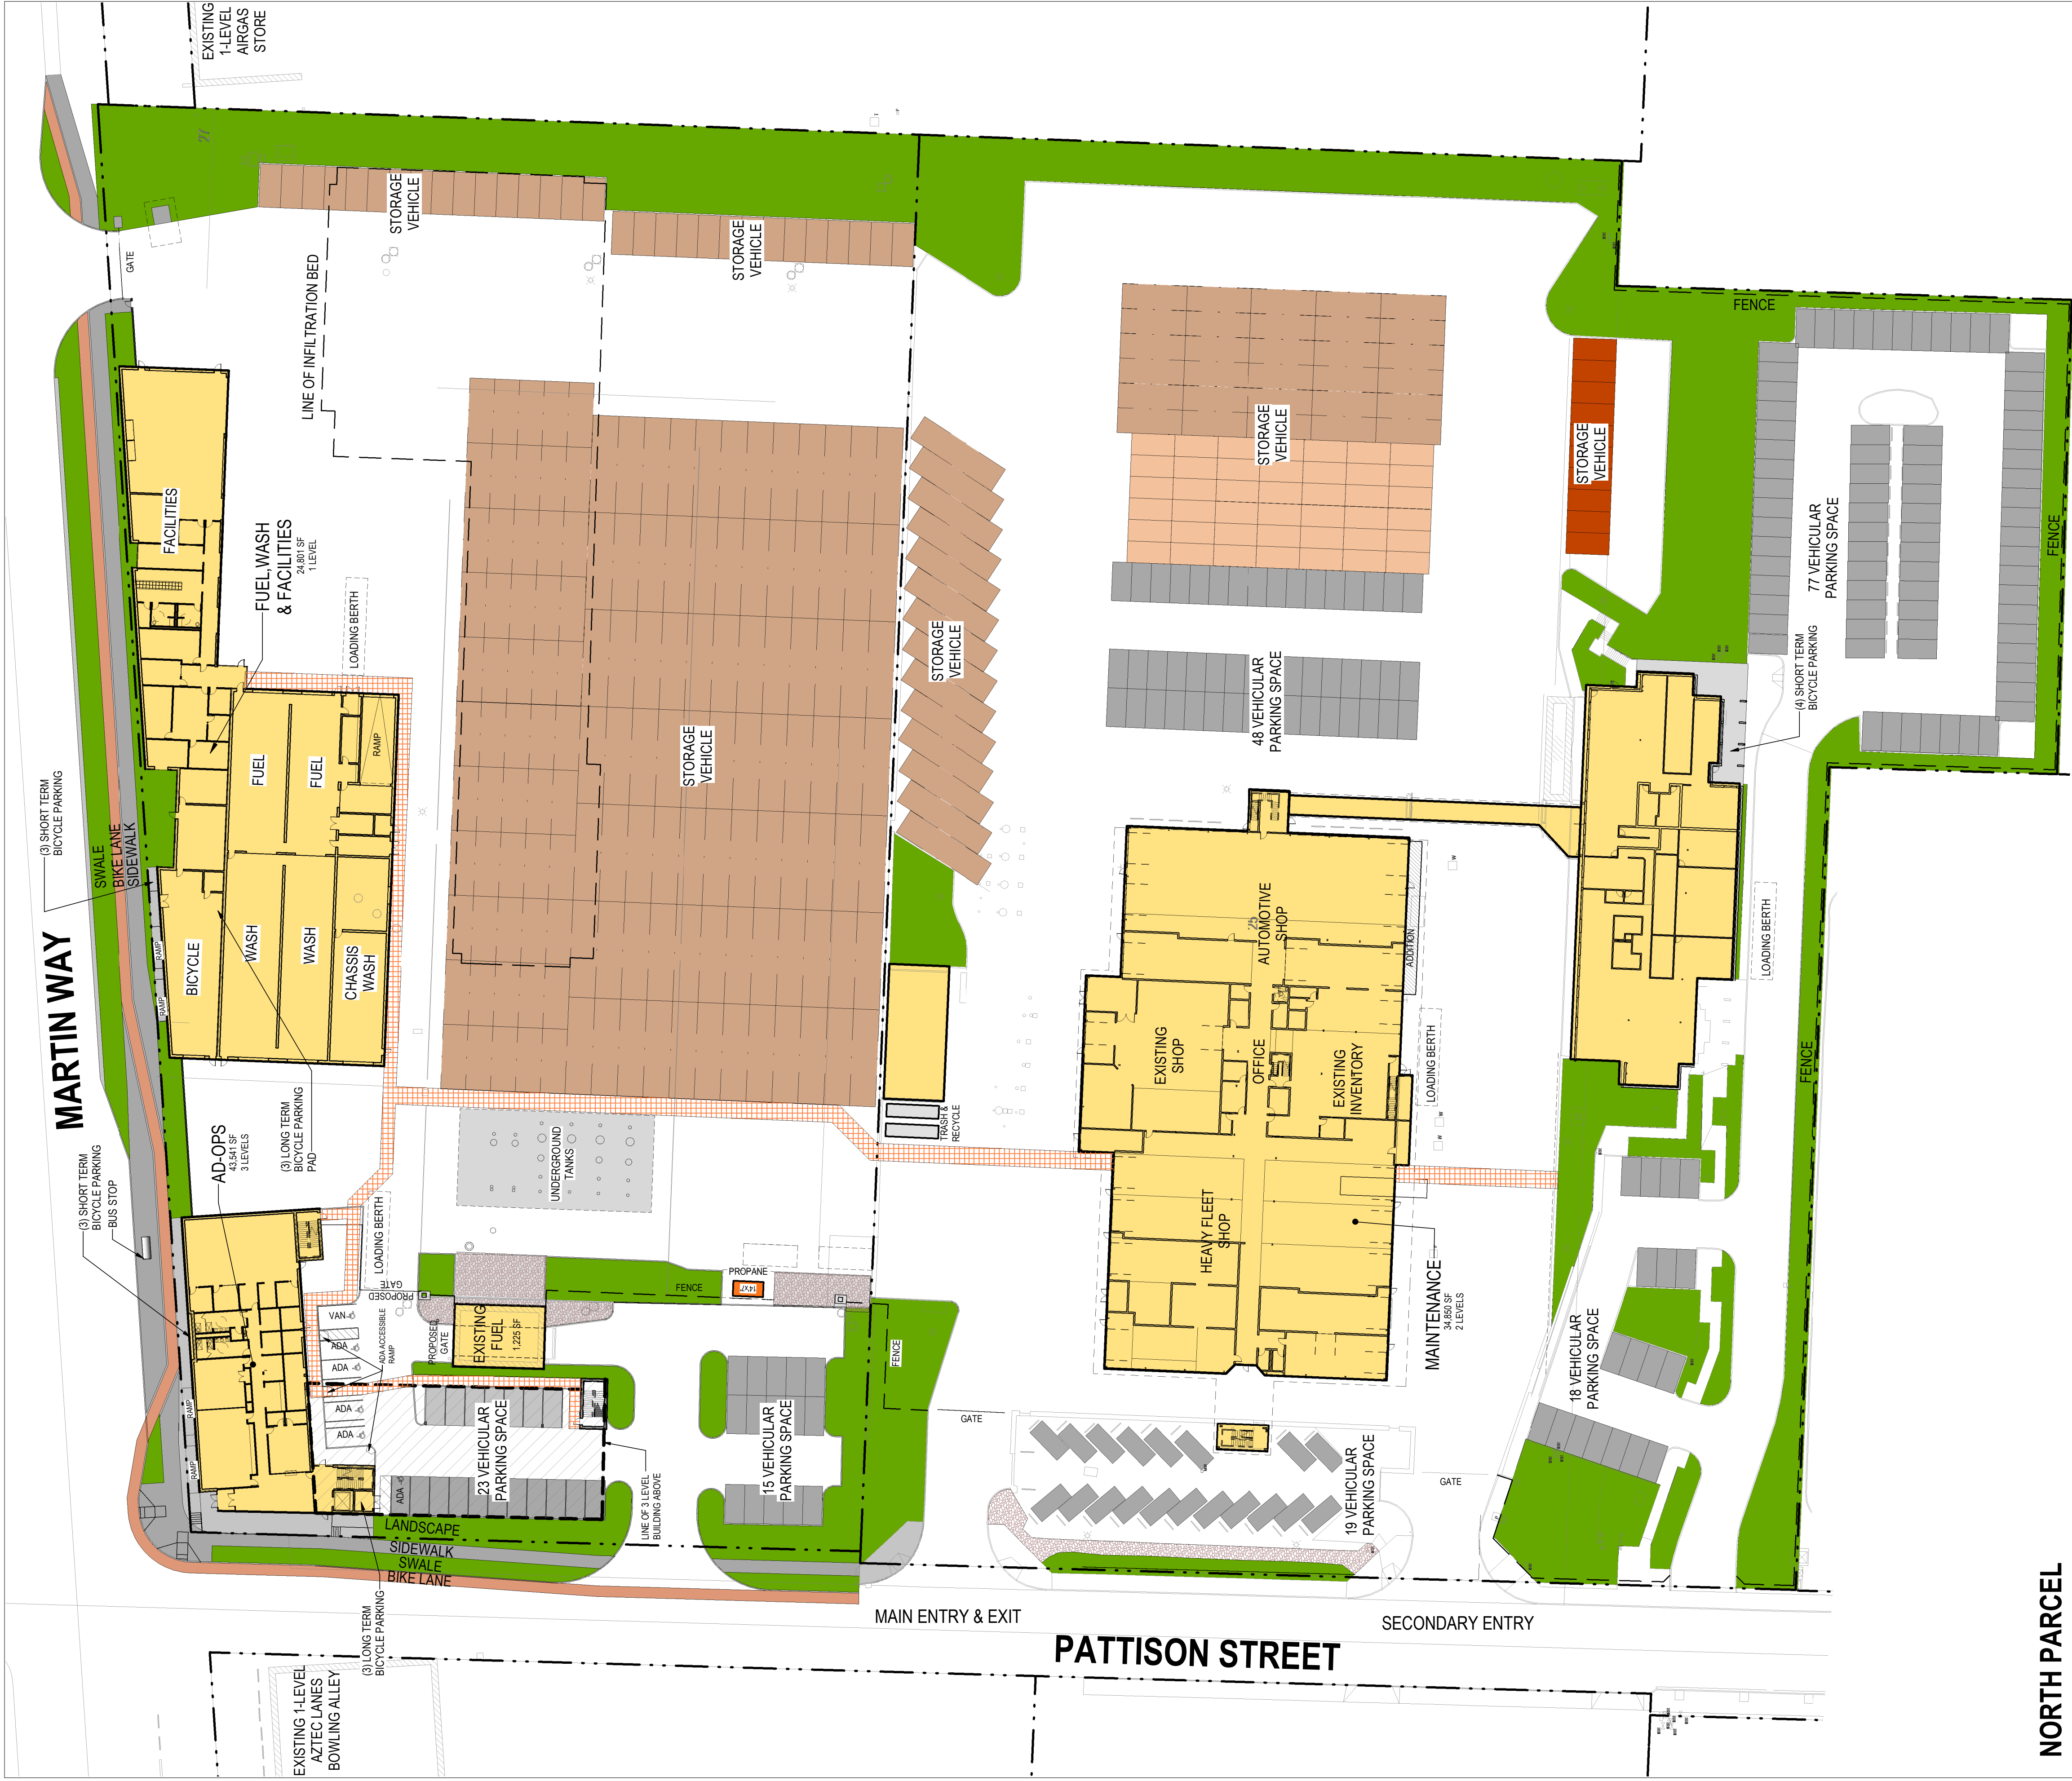 EXISTING
1-LEVEL
AIRGAS
STORE
GATE
STORAGE
VEHICLE
STORAGE
VEHICLE
LINE OF INFILTRATION BED
FACILITIES
FUEL,WASH
& FACILITIES
24,801 SF
1 LEVEL
LOADING BERTH
(3) SHORT TERM
BICYCLE PARKING
SWALE
BIKE LANE
SIDEWALK
MARTIN WAY
FUEL
FUEL
RAMP
RAMP
RAMP
BICYCLE
WASH
WASH
CHASSIS
WASH
STORAGE
VEHICLE
STORAGE
VEHICLE
STORAGE
VEHICLE
STORAGE
VEHICLE
FENCE
FENCE
77 VEHICULAR
PARKING SPACE
48 VEHICULAR
PARKING SPACE
(4) SHORT TERM
BICYCLE PARKING
LOADING BERTH
FENCE
(3) SHORT TERM
BICYCLE PARKING
BUS STOP
AD-OPS
43,541 SF
3 LEVELS
(3) LONG TERM
BICYCLE PARKING
PAD
LOADING BERTH
PROPOSED
GATE
UNDERGROUND
TANKS
TRASH &
RECYCLE
25
AUTOMOTIVE
SHOP
ADDITION
EXISTING
SHOP
OFFICE
EXISTING
INVENTORY
LOADING BERTH
W
W
W
HEAVY FLEET
SHOP
MAINTENANCE
34,850 SF
2 LEVELS
VAN
ADA
ADA
ADA
ADA
ADA
ADA ACCESSIBLE
RAMP
PROPOSED
GATE
EXISTING
FUEL
1,225 SF
FENCE
PROPANE
14'X7'
FENCE
RAMP
RAMP
23 VEHICULAR
PARKING SPACE
15 VEHICULAR
PARKING SPACE
LINE OF 3 LEVEL
BUILDING ABOVE
GATE
19 VEHICULAR
PARKING SPACE
GATE
18 VEHICULAR
PARKING SPACE
LANDSCAPE
SIDEWALK
SWALE
BIKE LANE
(3) LONG TERM
BICYCLE PARKING
MAIN ENTRY & EXIT
SECONDARY ENTRY
PATTISON STREET
EXISTING 1-LEVEL
AZTEC LANES
BOWLING ALLEY
NORTH PARCEL